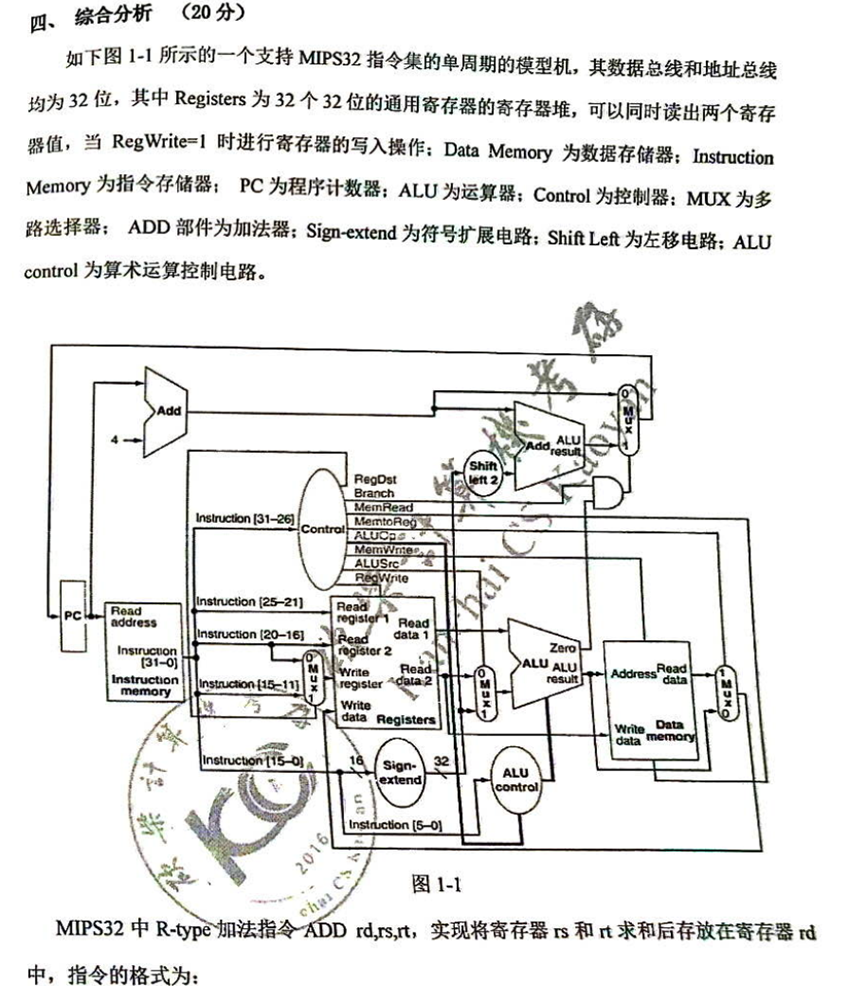 四、综合分析 （20 分）
如下图 1-1 所示的一个支持 MIPS32 指令集的单周期的模型机，其数据总线和地址总线
均为 32 位，其中 Registers 为 32 个 32 位的通用寄存器的寄存器堆，可以同时读出两个寄存
器值，当 RegWrite=1 时进行寄存器的写入操作；Data Memory 为数据存储器；Instruction
Memory 为指令存储器； PC 为程序计数器；ALU 为运算器；Control 为控制器；MUX 为多
路选择器； ADD 部件为加法器；Sign-extend 为符号扩展电路；Shift Left 为左移电路；ALU
control 为算术运算控制电路。
Add
4
Add
ALU
result
0
Mux
1
Shift
left 2
RegDst
Branch
MemRead
MemtoReg
ALUOp
MemWrite
ALUSrc
RegWrite
Instruction [31–26]
Control
PC
Read
address
Instruction
[31–0]
Instruction
memory
Instruction [25–21]
Instruction [20–16]
Instruction [15–11]
0
Mux
1
Read
register 1
Read
register 2
Write
register
Write
data
Read
data 1
Read
data 2
Registers
0
Mux
1
Zero
ALU
ALU
result
Address
Read
data
Write
data
Data
memory
1
Mux
0
Instruction [15–0]
16
Sign-
extend
32
ALU
control
Instruction [5–0]
2016
图 1-1
MIPS32 中 R-type 加法指令 ADD rd,rs,rt，实现将寄存器 rs 和 rt 求和后存放在寄存器 rd
中，指令的格式为：